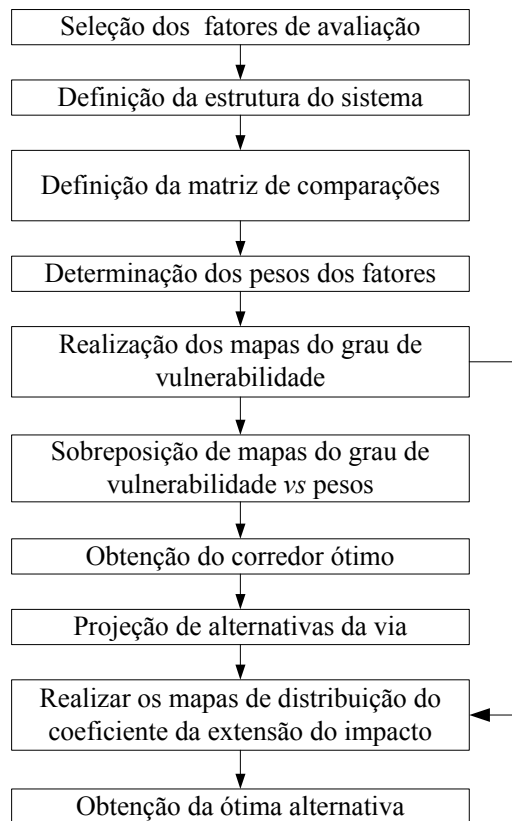 Seleção dos fatores de avaliação
Definição da estrutura do sistema
Definição da matriz de comparações
Determinação dos pesos dos fatores
Realização dos mapas do grau de
vulnerabilidade
Sobreposição de mapas do grau de
vulnerabilidade vs pesos
Obtenção do corredor ótimo
Projeção de alternativas da via
Realizar os mapas de distribuição do
coeficiente da extensão do impacto
Obtenção da ótima alternativa